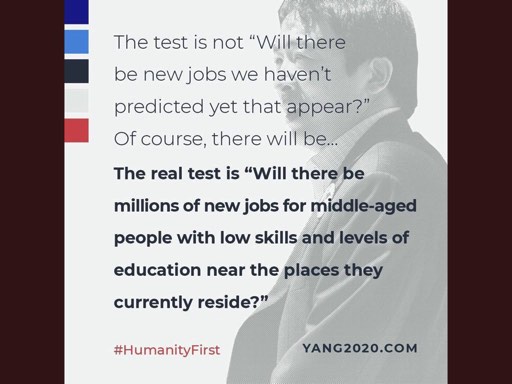 The test is not “Will there
be new jobs we haven’t
predicted yet that appear?”
Of course, there will be...
The real test is “Will there be
millions of new jobs for middle-aged
people with low skills and levels of
education near the places they
currently reside?”
#HumanityFirst
YANG2020.COM